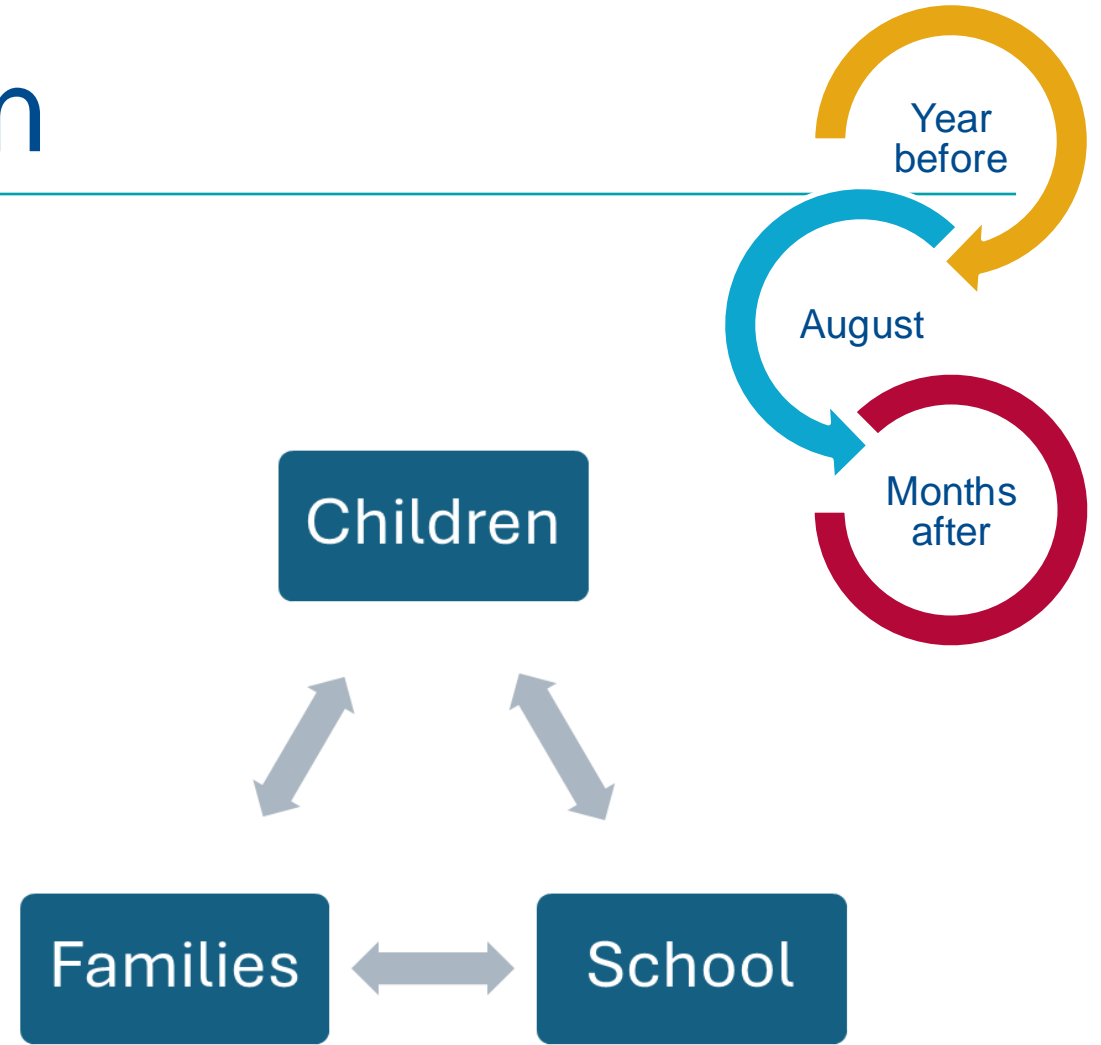 n
Year
before
August
Months
after
Children
Families
School